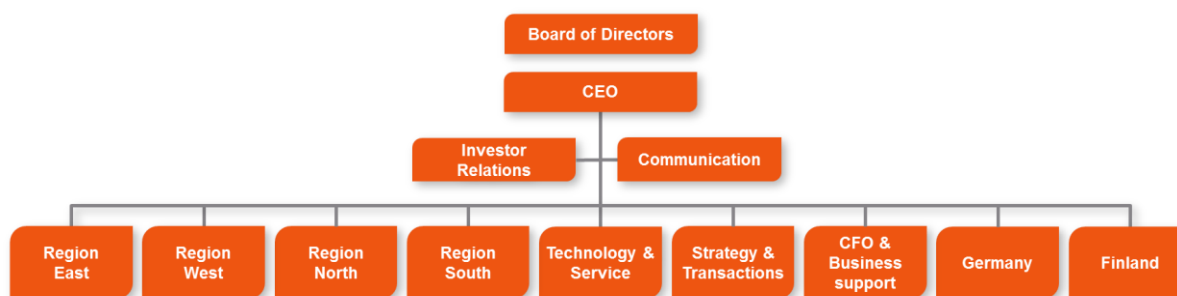 Board of Directors
CEO
Investor
Relations
Communication
Region
East
Region
West
Region
North
Region
South
Technology &
Service
Strategy &
Transactions
CFO &
Business
support
Germany
Finland